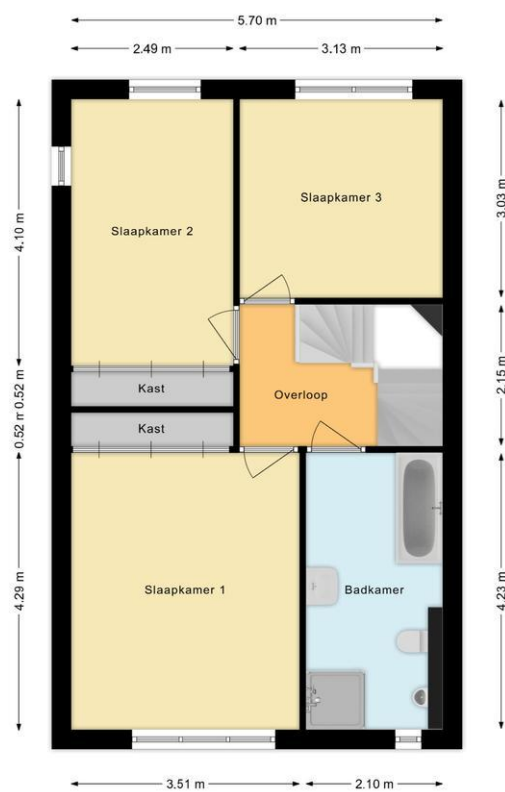 5.70 m
2.49 m
3.13 m
4.10 m
3.03 m
Slaapkamer 2
Slaapkamer 3
2.15 m
0.52 m
Kast
Overloop
0.52 m
Kast
4.29 m
4.23 m
Slaapkamer 1
Badkamer
3.51 m
2.10 m